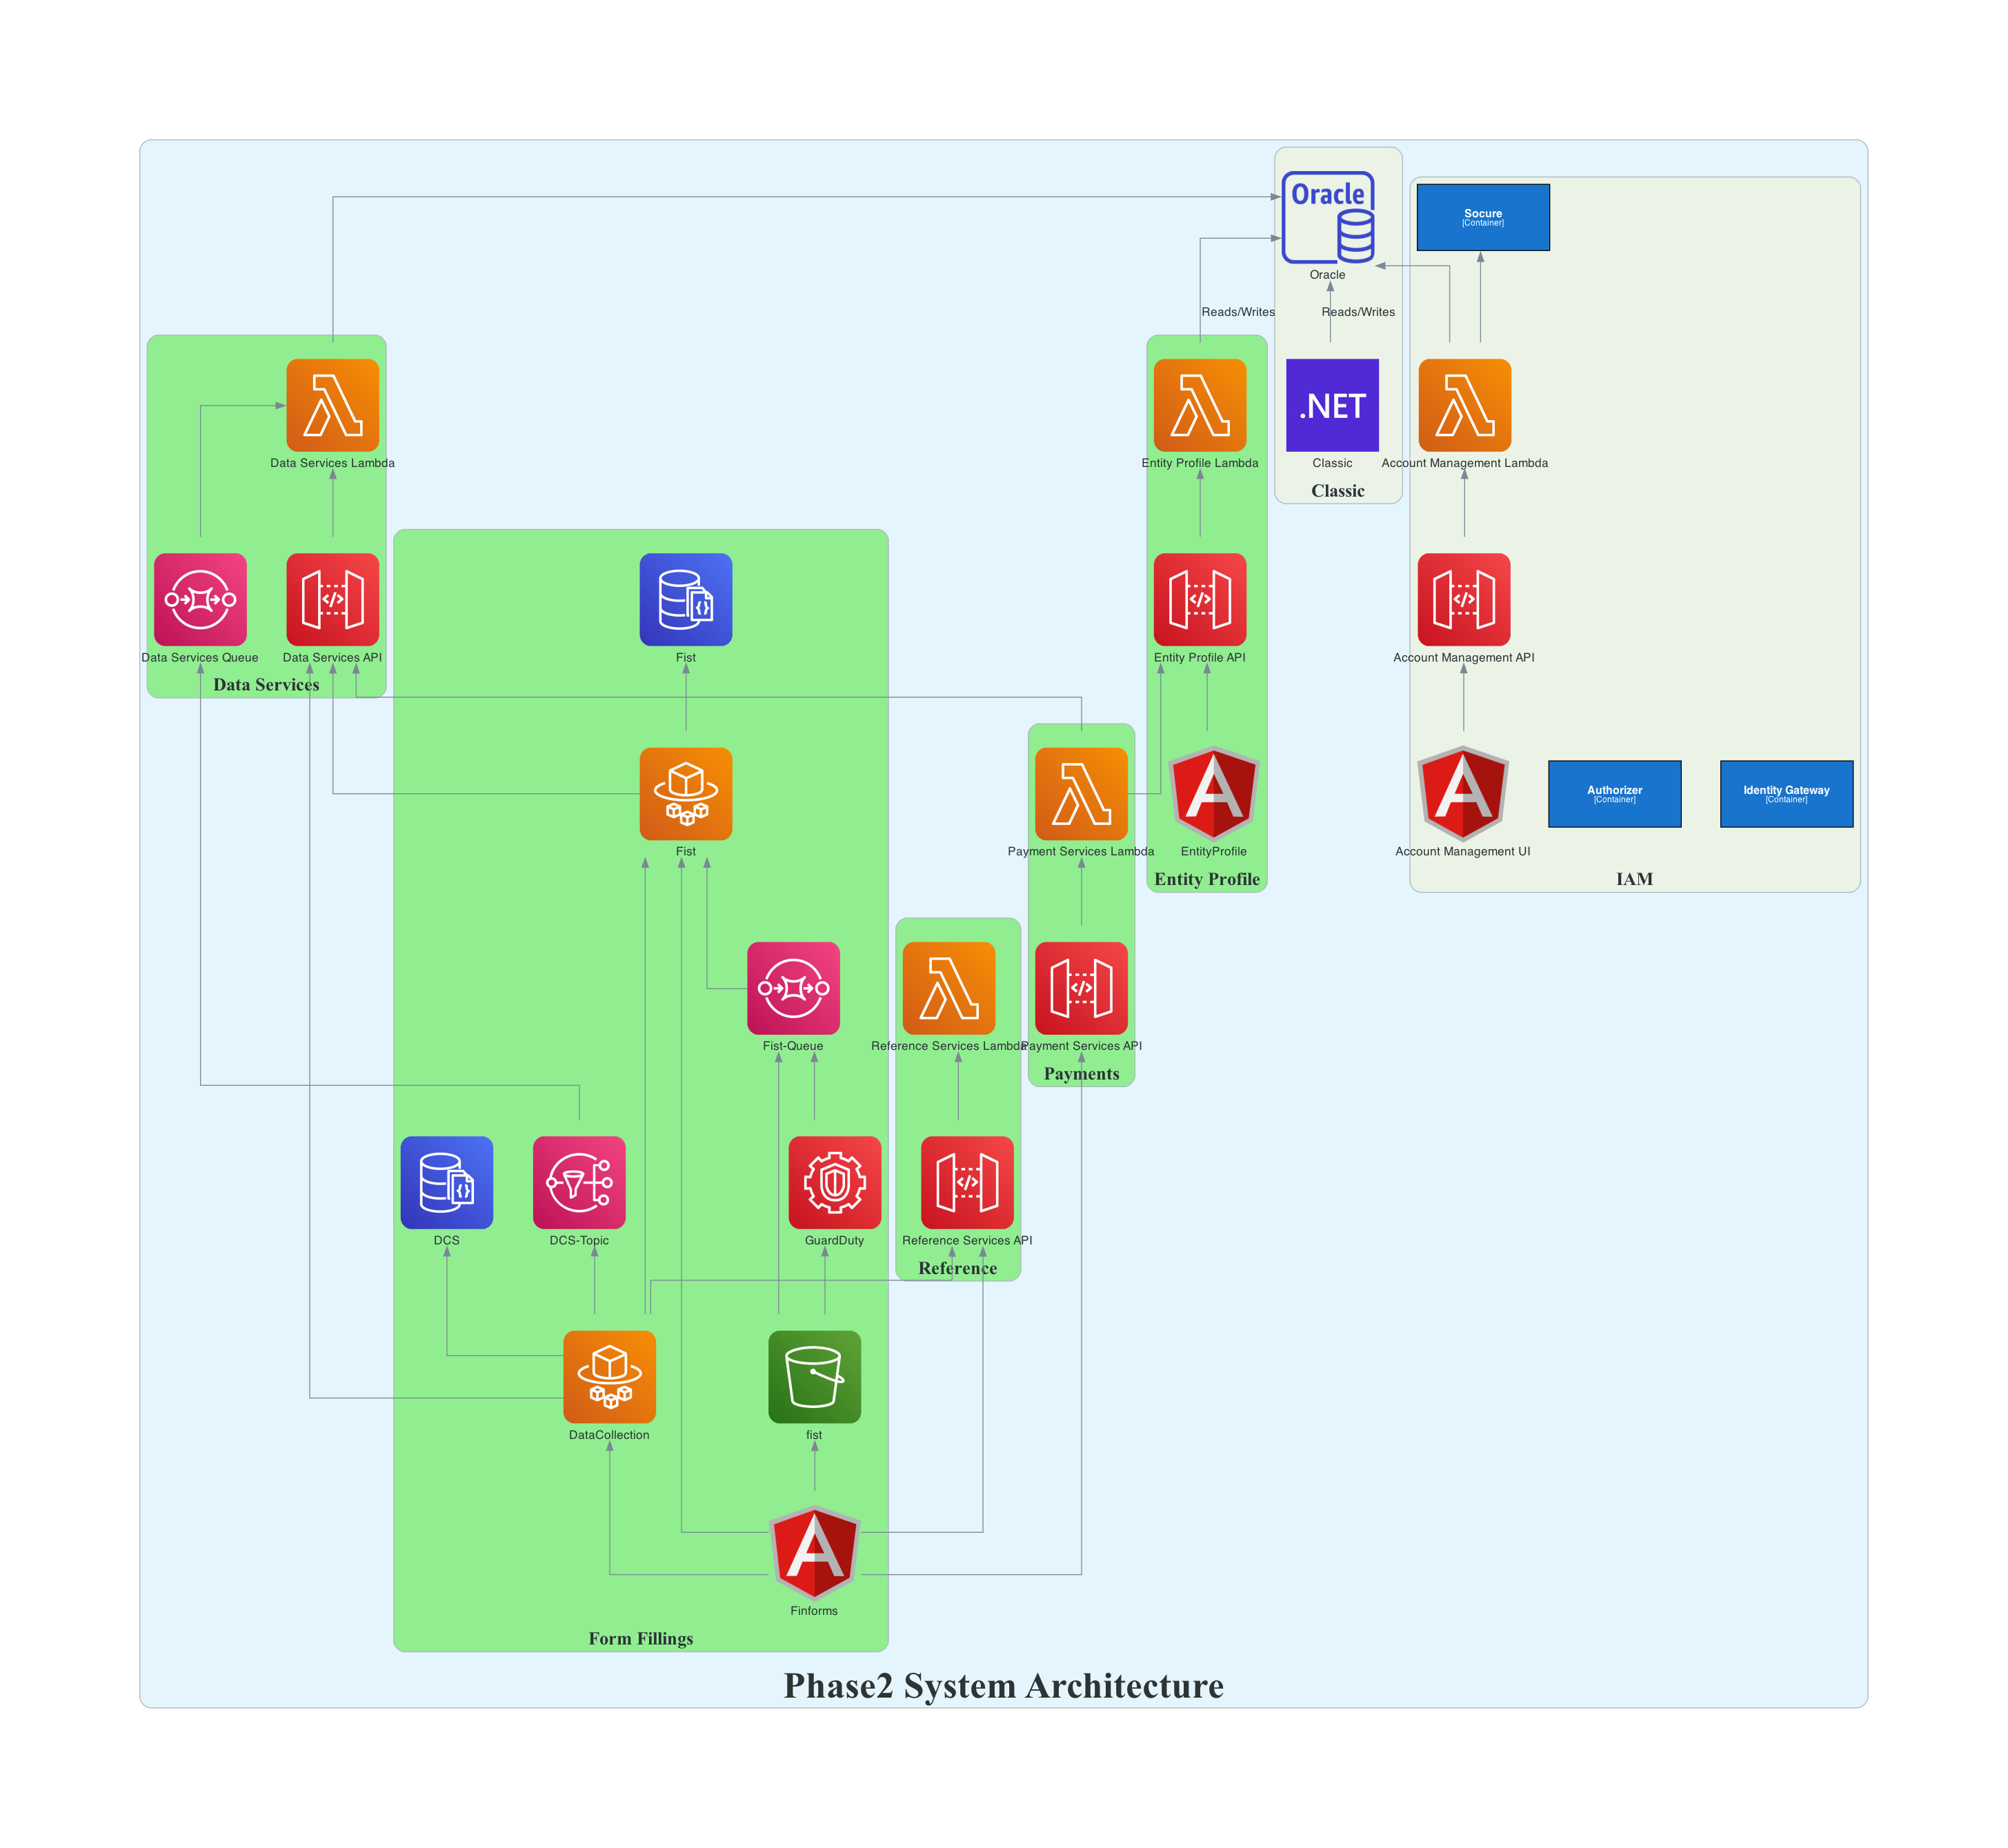 Oracle
Oracle
Socure
[Container]
Reads/Writes
Reads/Writes
.NET
Data Services Lambda
Entity Profile Lambda
Classic
Account Management Lambda
Classic
</>
{}
</>
</>
Data Services Queue
Data Services API
Fist
Entity Profile API
Account Management API
Data Services
Authorizer
[Container]
Identity Gateway
[Container]
Fist
Payment Services Lambda
EntityProfile
Account Management UI
Entity Profile
IAM
</>
Fist-Queue
Reference Services Lambda
Payment Services API
Payments
{}
</>
DCS
DCS-Topic
GuardDuty
Reference Services API
Reference
DataCollection
fist
Finforms
Form Fillings
Phase2 System Architecture